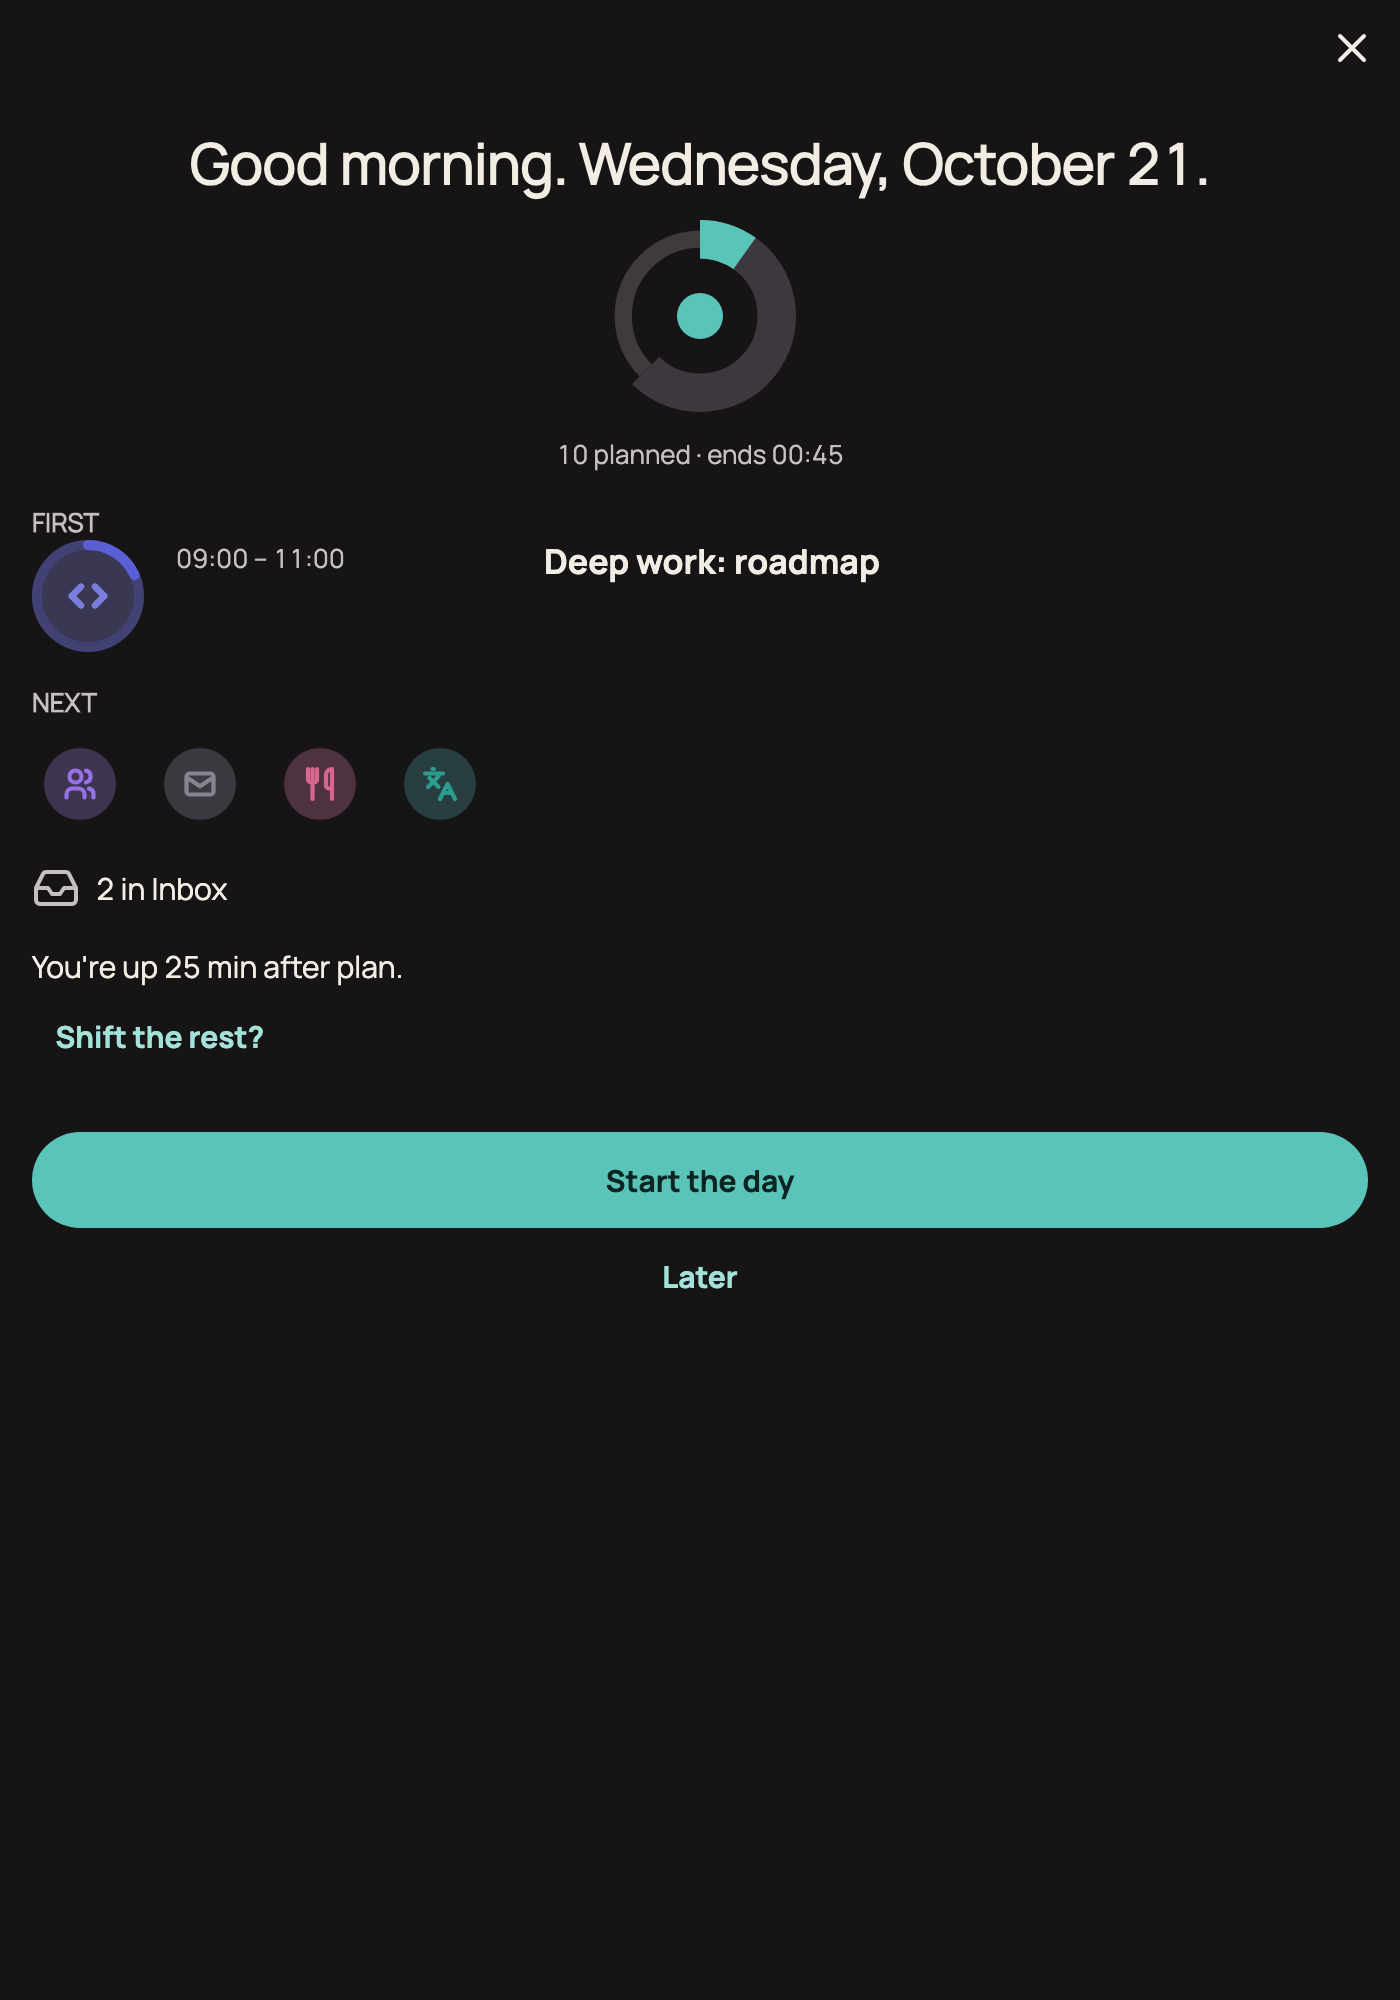 Good morning. Wednesday, October 21.
10 planned · ends 00:45
FIRST
09:00 – 11:00
Deep work: roadmap
NEXT
2 in Inbox
You're up 25 min after plan.
Shift the rest?
Start the day
Later